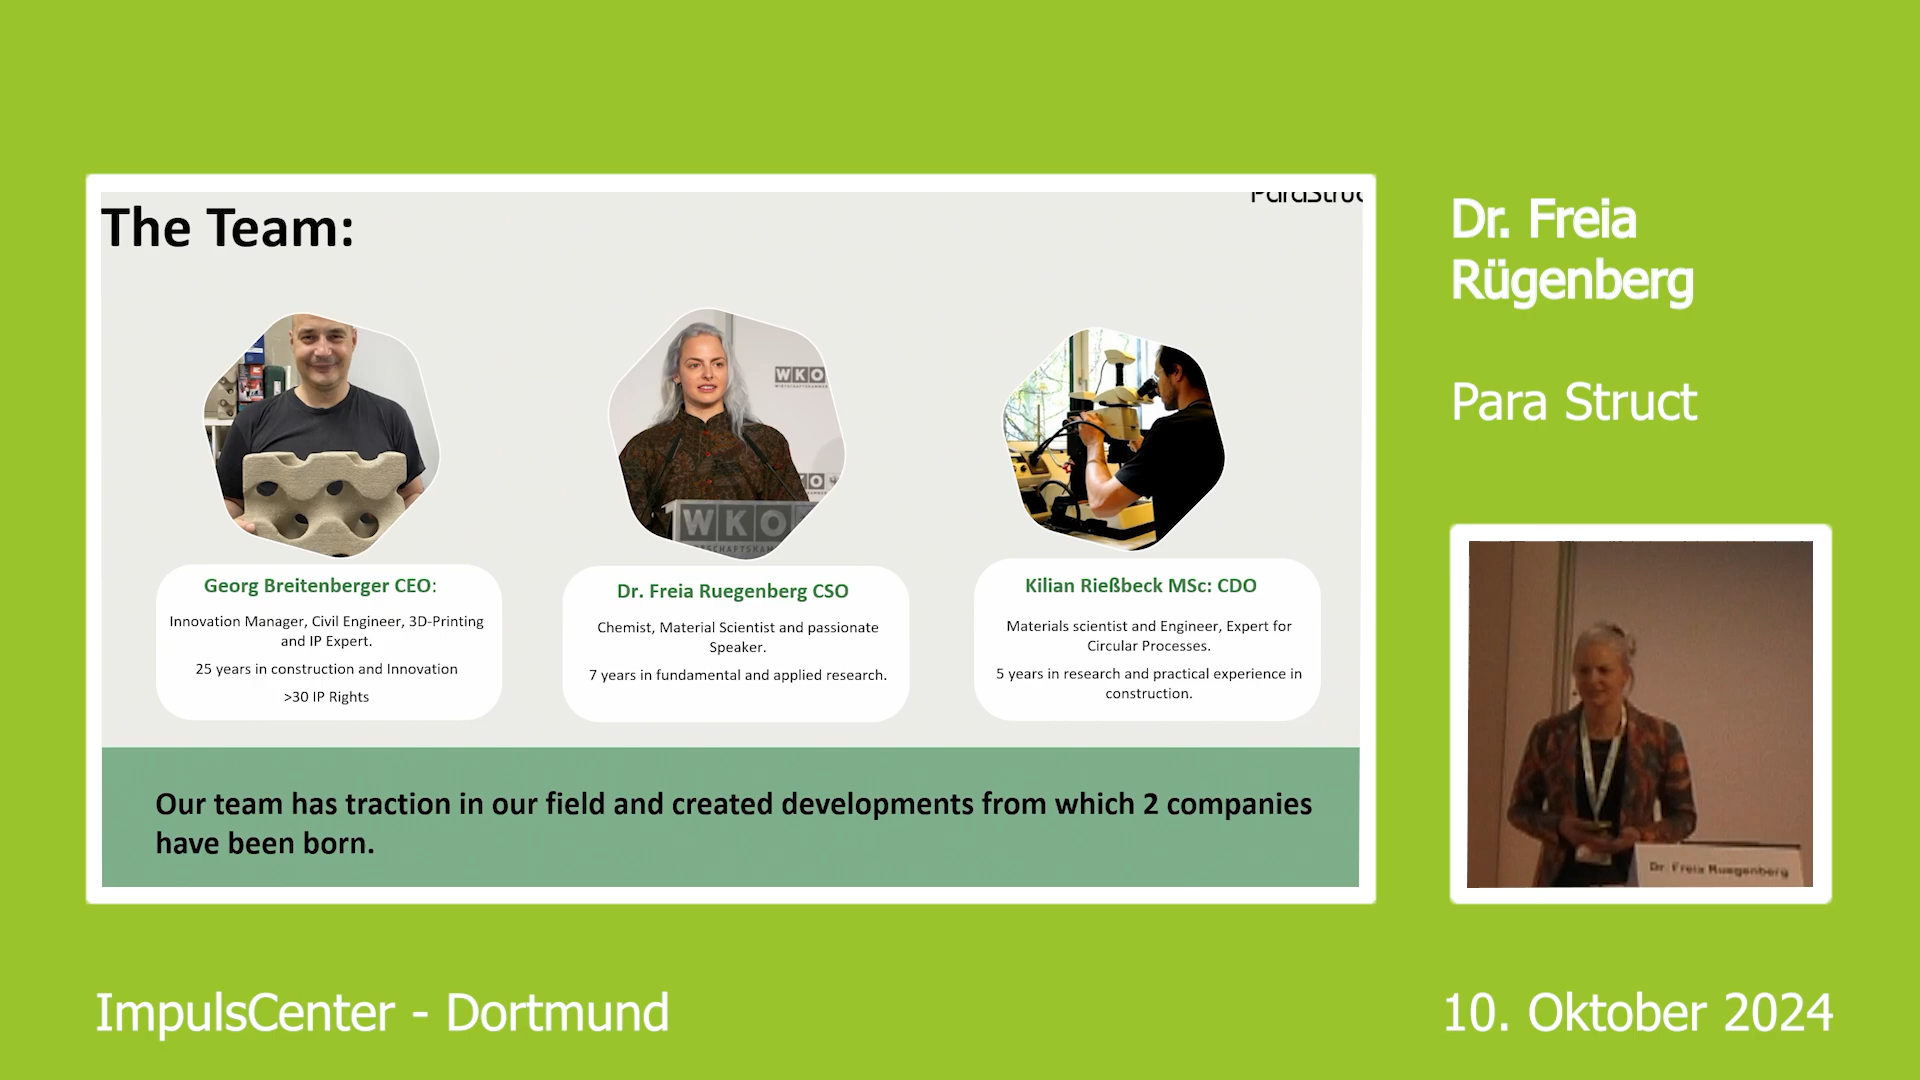 The Team:
ParaStruc
WKO
WKO
Georg Breitenberger CEO:
Innovation Manager, Civil Engineer, 3D-Printing
and IP Expert.
25 years in construction and Innovation
>30 IP Rights
Dr. Freia Ruegenberg CSO
Chemist, Material Scientist and passionate
Speaker.
7 years in fundamental and applied research.
Kilian Rießbeck MSc: CDO
Materials scientist and Engineer, Expert for
Circular Processes.
5 years in research and practical experience in
construction.
Our team has traction in our field and created developments from which 2 companies
have been born.
Dr. Freia
Rügenberg
Para Struct
Dr. Freia Ruegenberg
ImpulsCenter - Dortmund
10. Oktober 2024